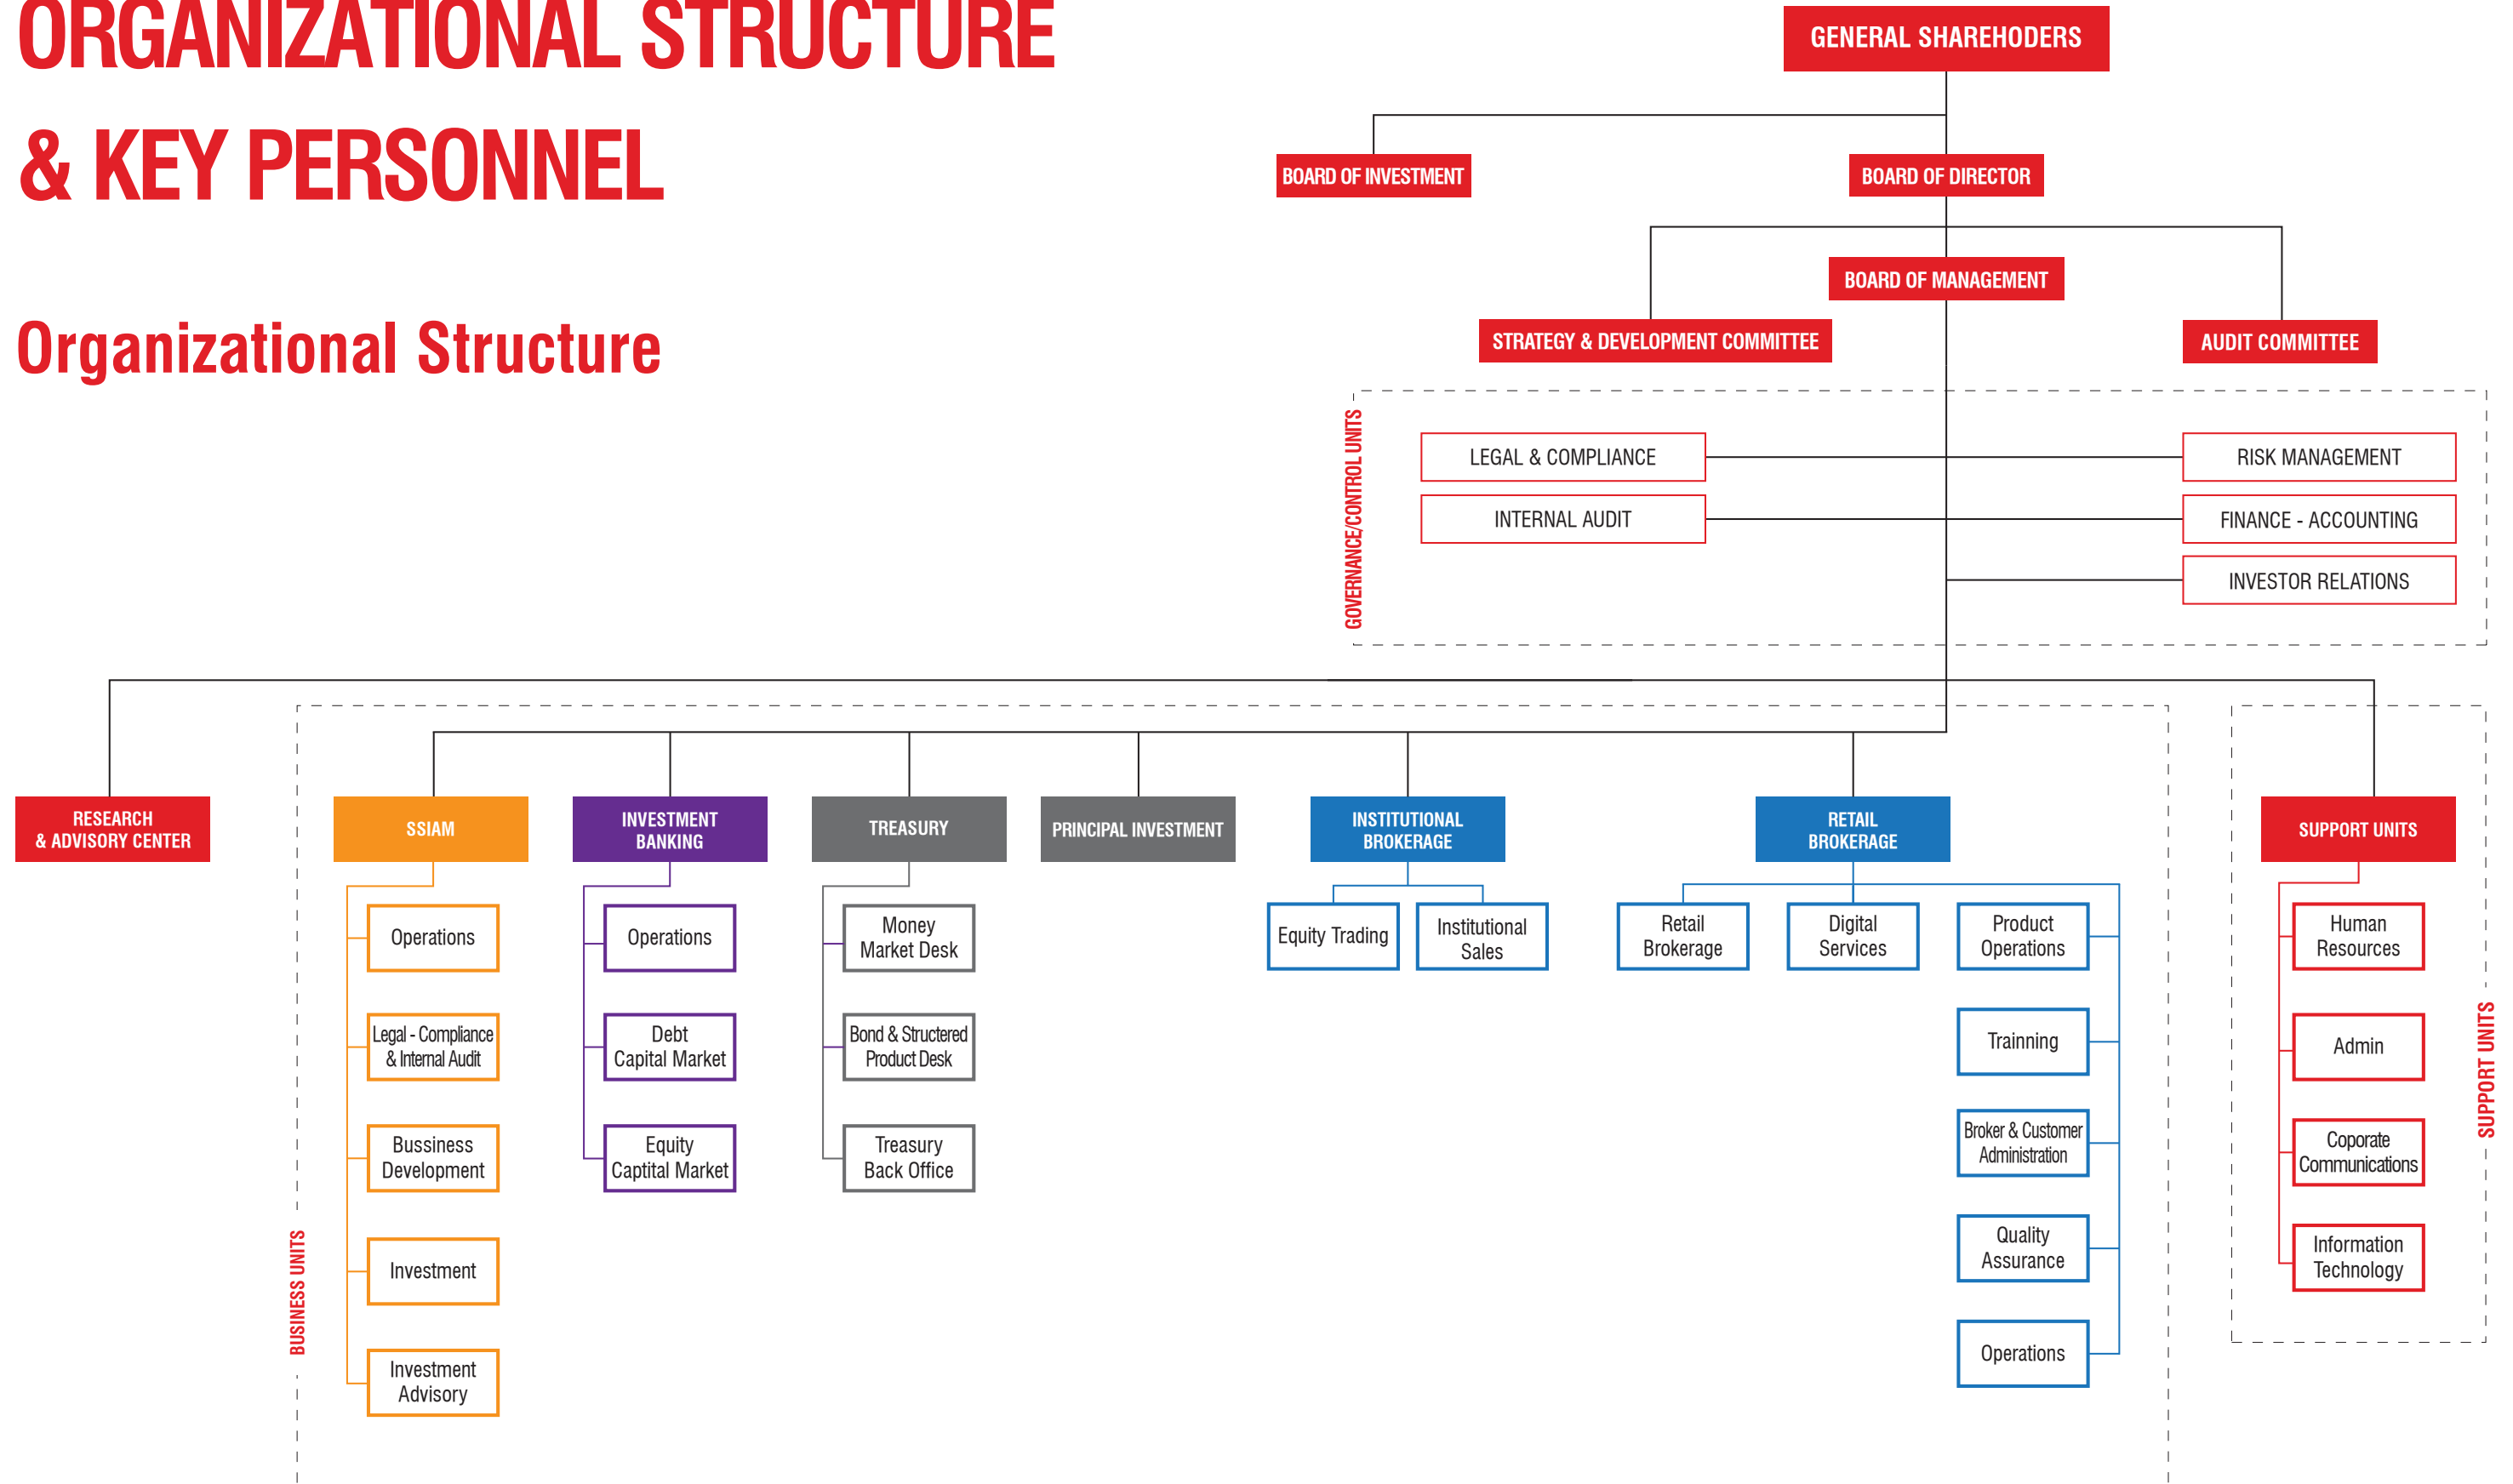 ORGANIZATIONAL STRUCTURE
& KEY PERSONNEL
Organizational Structure
GENERAL SHAREHODERS
BOARD OF INVESTMENT
BOARD OF DIRECTOR
BOARD OF MANAGEMENT
STRATEGY & DEVELOPMENT COMMITTEE
AUDIT COMMITTEE
GOVERNANCE/CONTROL UNITS
LEGAL & COMPLIANCE
RISK MANAGEMENT
INTERNAL AUDIT
FINANCE - ACCOUNTING
INVESTOR RELATIONS
RESEARCH
& ADVISORY CENTER
BUSINESS UNITS
SSIAM
Operations
Legal - Compliance
& Internal Audit
Bussiness
Development
Investment
Investment
Advisory
INVESTMENT
BANKING
Operations
Debt
Capital Market
Equity
Captital Market
TREASURY
Money
Market Desk
Bond & Structered
Product Desk
Treasury
Back Office
PRINCIPAL INVESTMENT
INSTITUTIONAL
BROKERAGE
Equity Trading
Institutional
Sales
RETAIL
BROKERAGE
Retail
Brokerage
Digital
Services
Product
Operations
Trainning
Broker & Customer
Administration
Quality
Assurance
Operations
SUPPORT UNITS
Human
Resources
Admin
Coporate
Communications
Information
Technology
SUPPORT UNITS